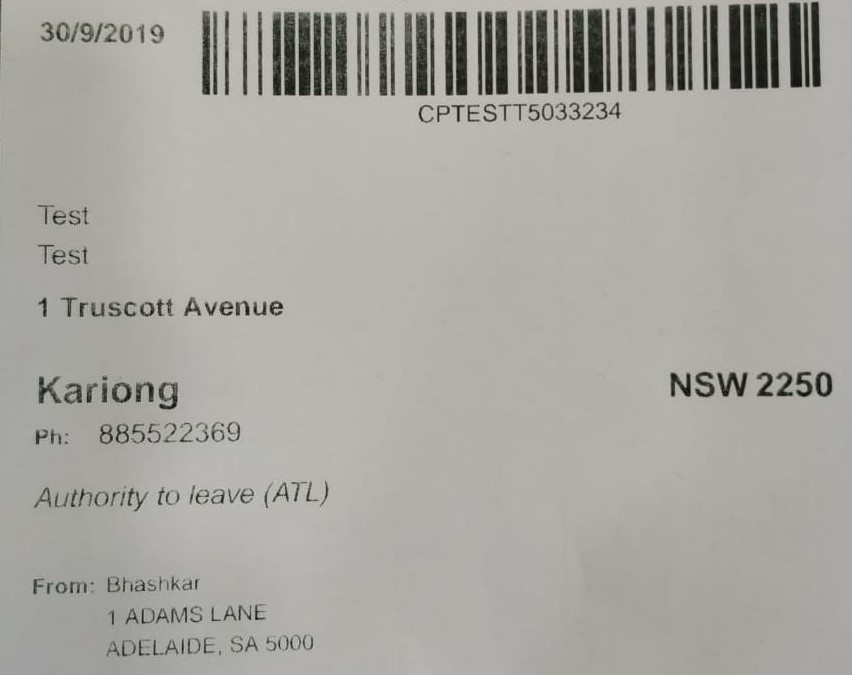 30/9/2019
CPTESTT5033234
Test
Test
1 Truscott Avenue
Kariong NSW 2250
Ph: 885522369
Authority to leave (ATL)
From: Bhashkar
1 ADAMS LANE
ADELAIDE, SA 5000